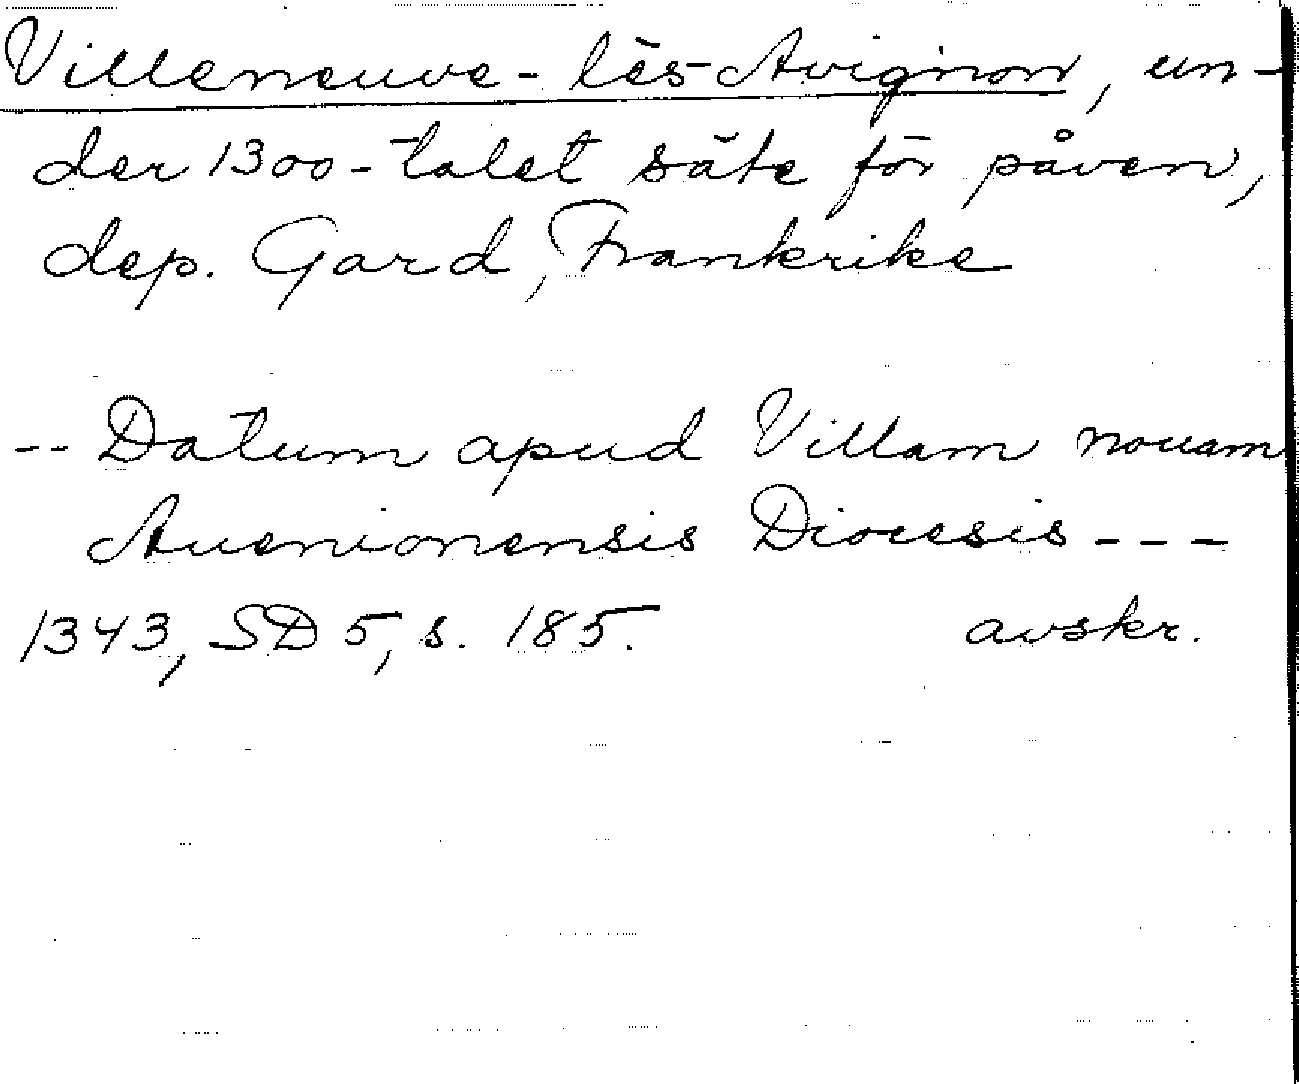 Villeneuve-lès-Avignon, un-
der 1300-talet säte för påven,
dep. Gard, Frankrike
-- Datum apud Villam nouam
Auenionensis Diocesis ---
1343, SD 5, s. 185. avskr.